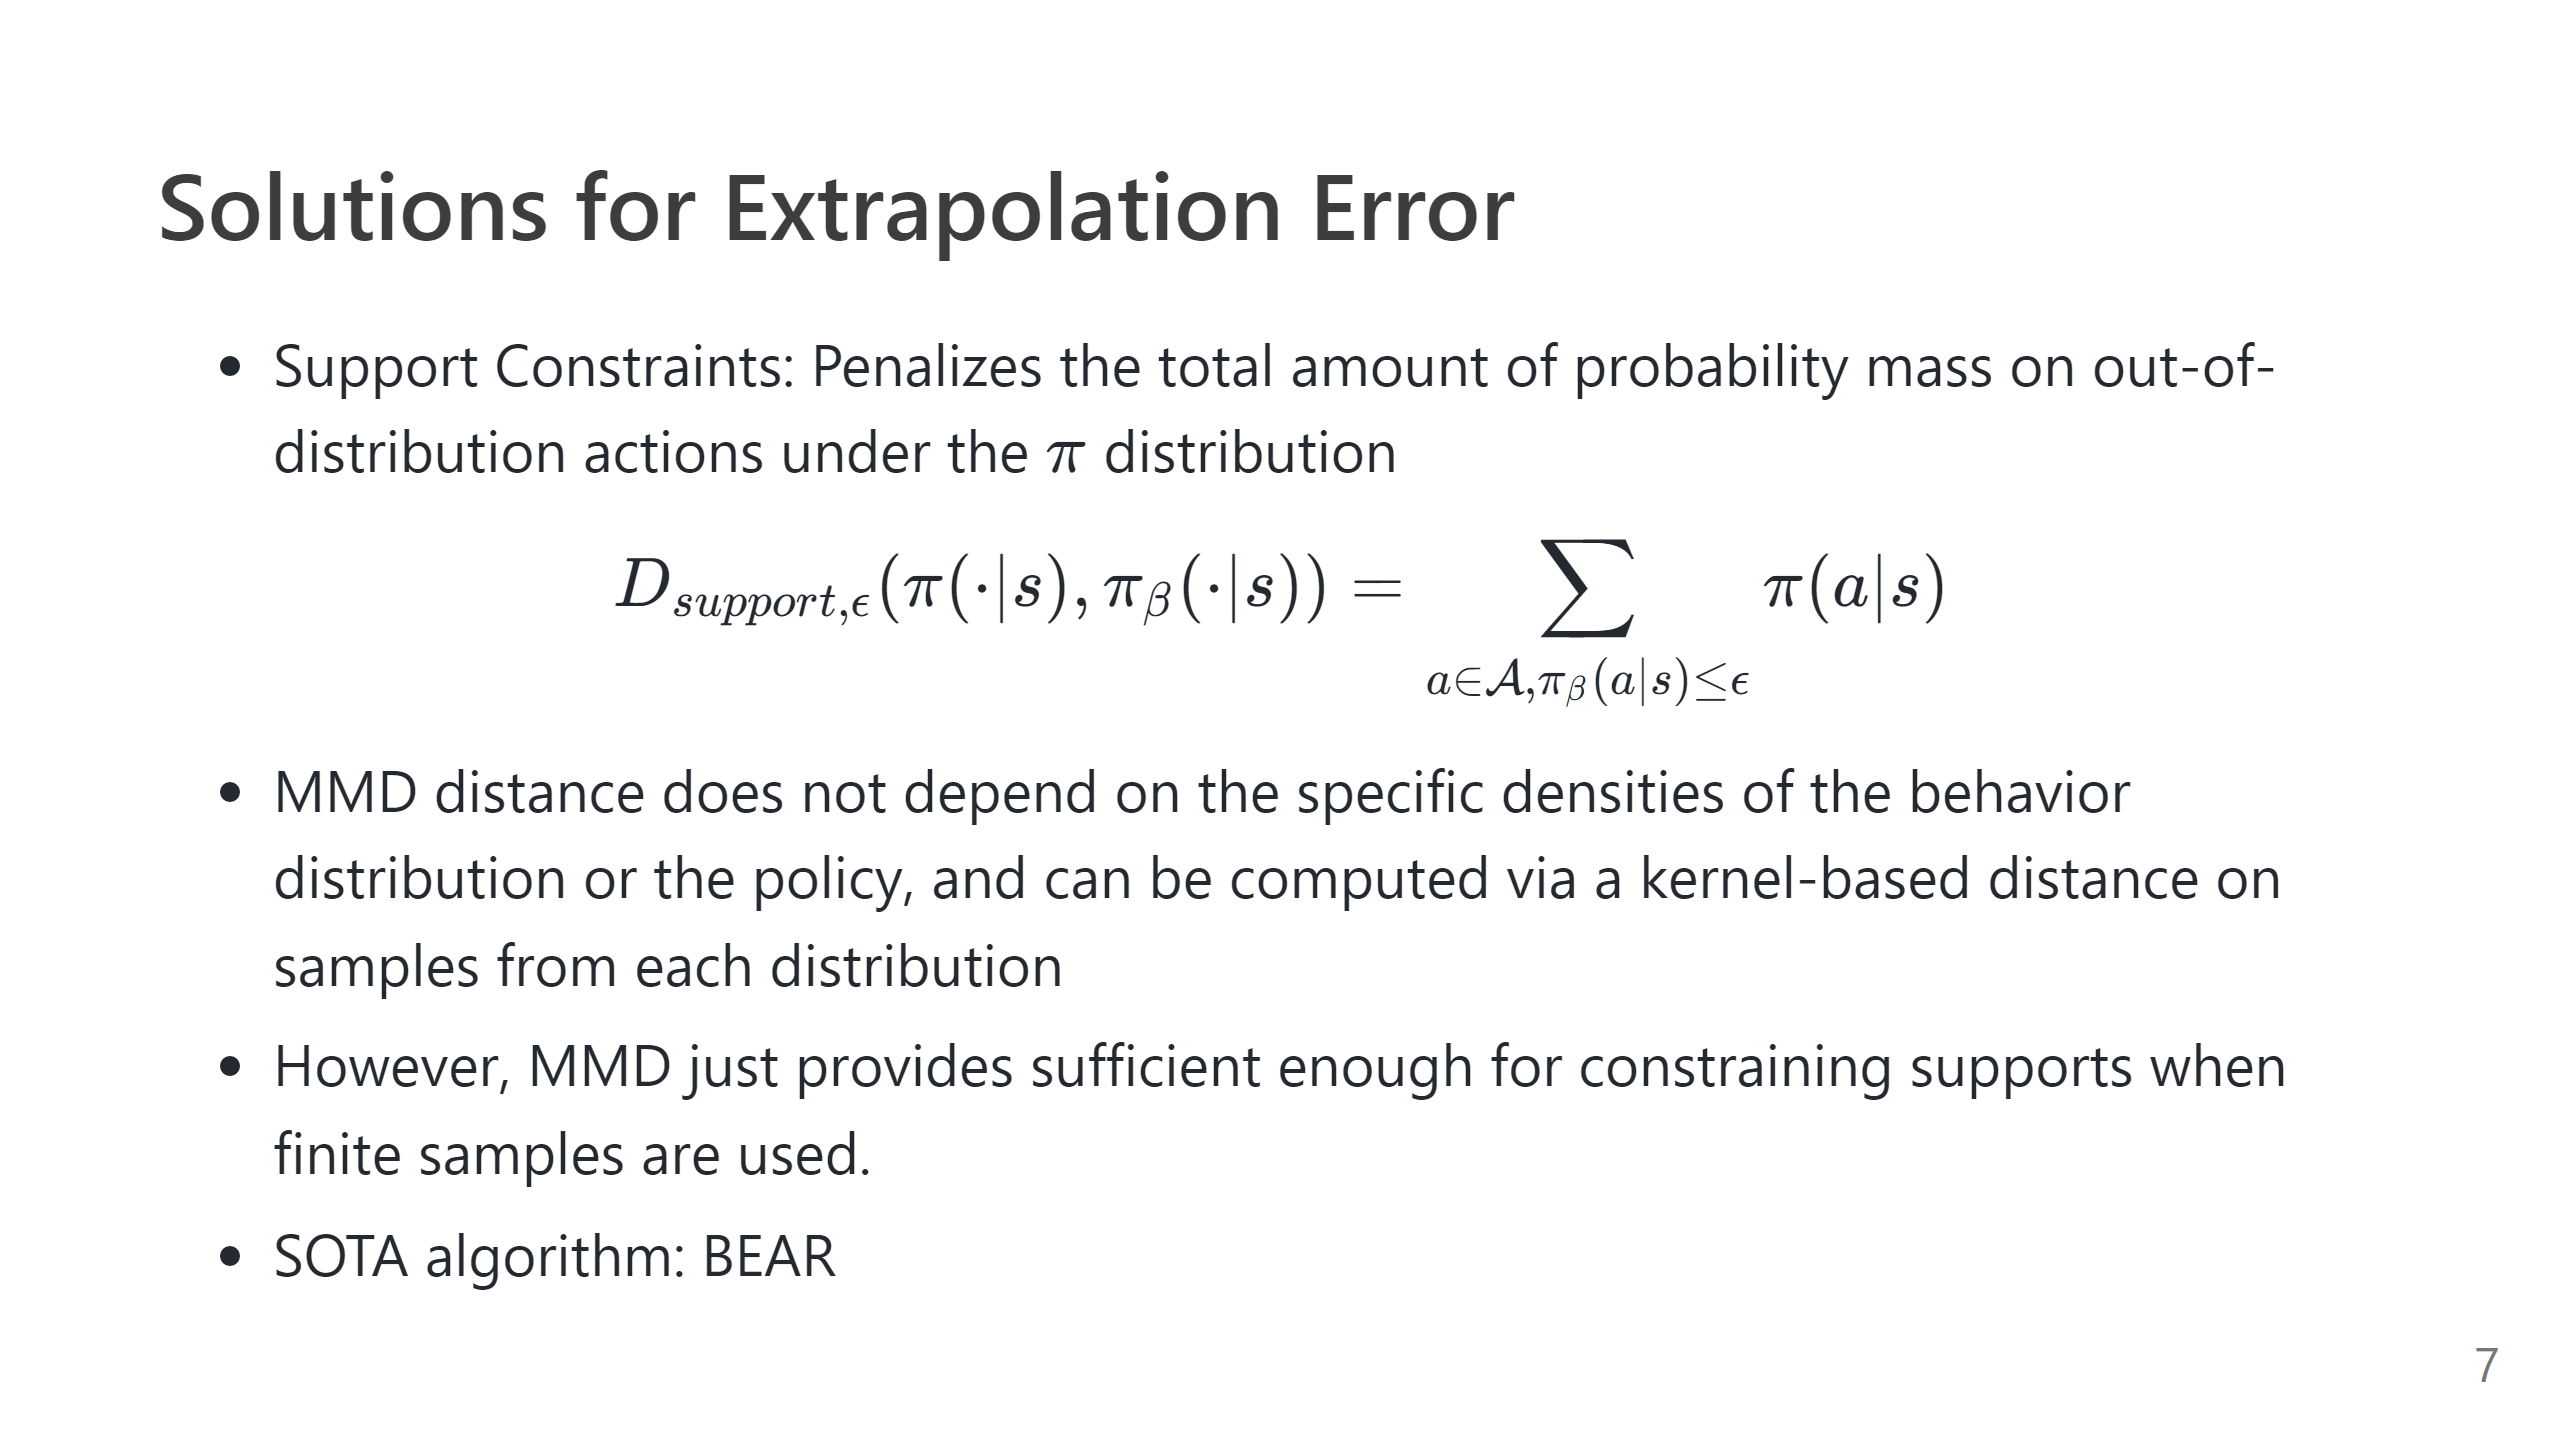 Solutions for Extrapolation Error
• Support Constraints: Penalizes the total amount of probability mass on out-of-
distribution actions under the π distribution
D_{support,ϵ}(π(·|s), π_β(·|s)) = ∑_{a∈𝒜,π_β(a|s)≤ϵ} π(a|s)
• MMD distance does not depend on the specific densities of the behavior
distribution or the policy, and can be computed via a kernel-based distance on
samples from each distribution
• However, MMD just provides sufficient enough for constraining supports when
finite samples are used.
• SOTA algorithm: BEAR
7